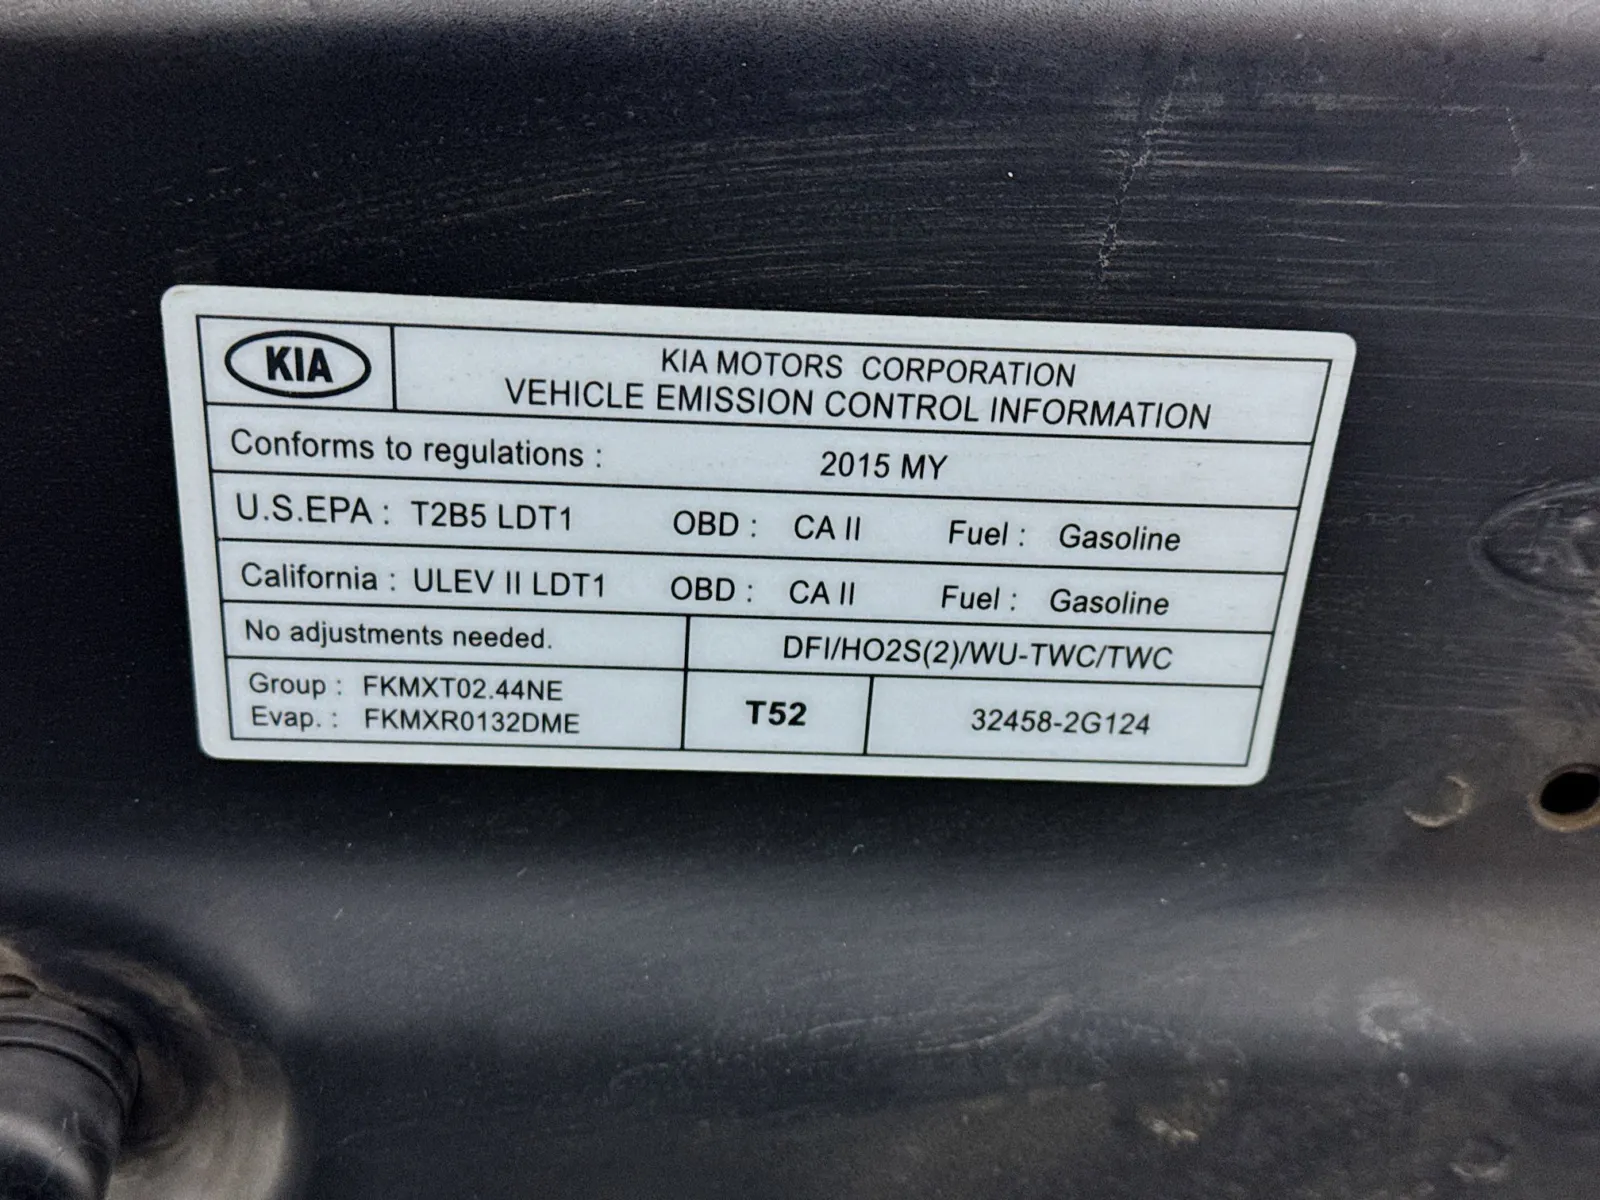 KIA
KIA MOTORS CORPORATION
VEHICLE EMISSION CONTROL INFORMATION
Conforms to regulations : 2015 MY
U.S.EPA : T2B5 LDT1 OBD : CA II Fuel : Gasoline
California : ULEV II LDT1 OBD : CA II Fuel : Gasoline
No adjustments needed. DFI/HO2S(2)/WU-TWC/TWC
Group : FKMXT02.44NE
Evap. : FKMXR0132DME
T52
32458-2G124